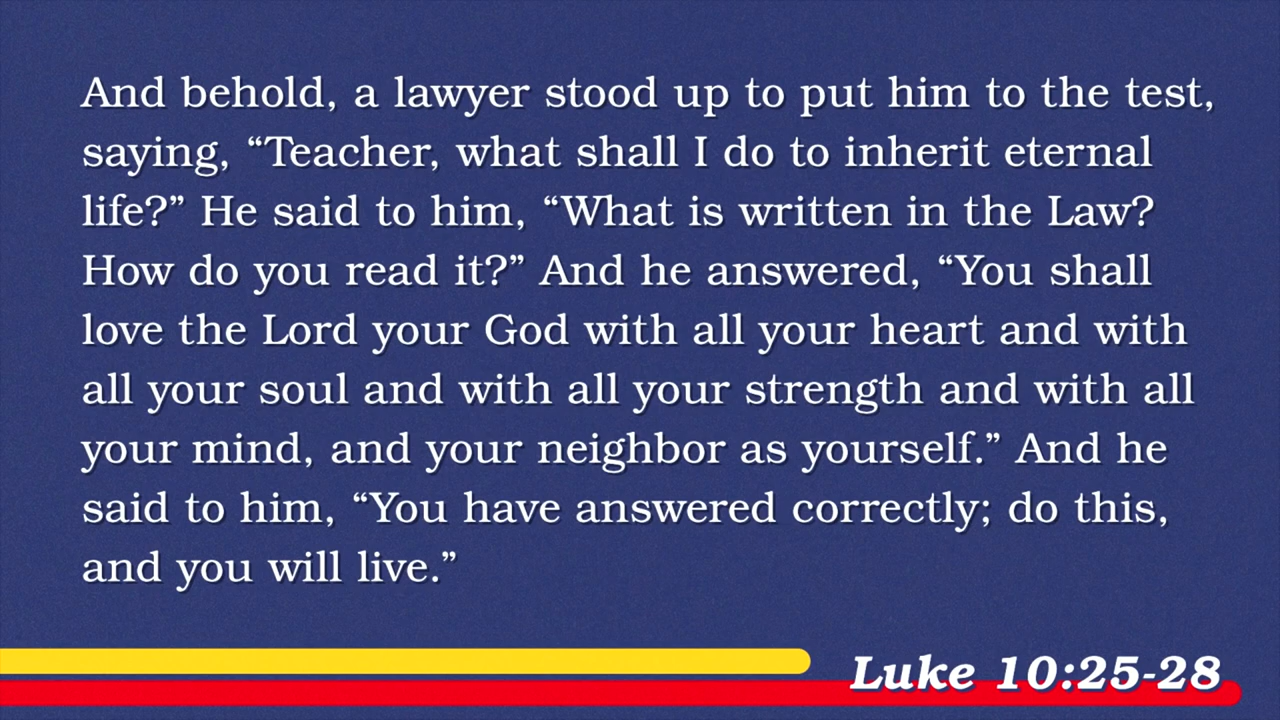 And behold, a lawyer stood up to put him to the test,
saying, “Teacher, what shall I do to inherit eternal
life?” He said to him, “What is written in the Law?
How do you read it?” And he answered, “You shall
love the Lord your God with all your heart and with
all your soul and with all your strength and with all
your mind, and your neighbor as yourself.” And he
said to him, “You have answered correctly; do this,
and you will live.”
Luke 10:25-28